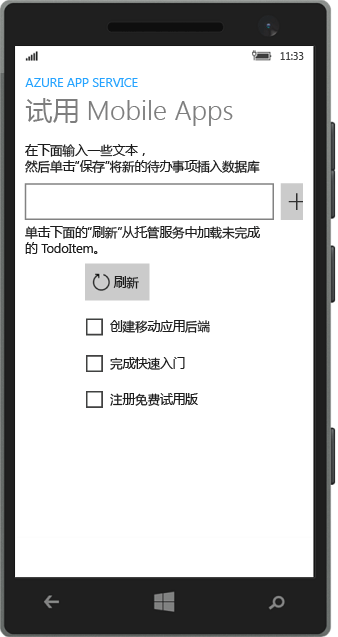 11:33
AZURE APP SERVICE
试用 Mobile Apps
在下面输入一些文本，
然后单击“保存”将新的待办事项插入数据库
单击下面的“刷新“从托管服务中加载未完成
的 TodoItem。
刷新
创建移动应用后端
完成快速入门
注册免费试用版